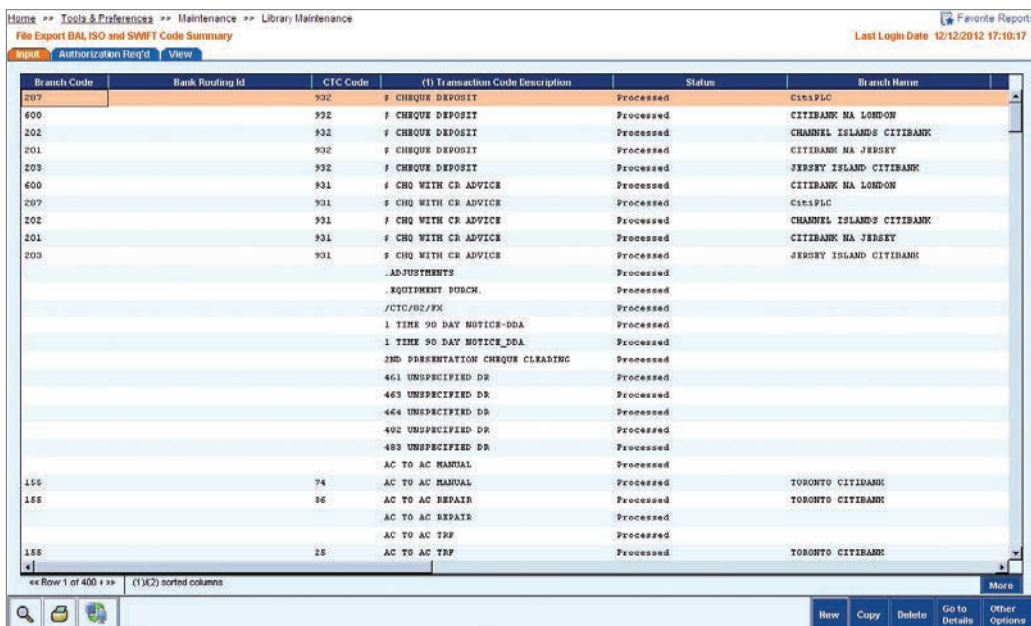 Home >> Tools & Preferences >> Maintenance >> Library Maintenance
Favorite Report
File Export BAI, ISO and SWIFT Code Summary
Last Login Date 12/12/2012 17:10:17
Input Authorization Req'd View
Branch Code Bank Routing Id CTC Code (1) Transaction Code Description Status Branch Name
287 932 $ CHEQUE DEPOSIT Processed CitiPLC
600 932 $ CHEQUE DEPOSIT Processed CITIBANK NA LONDON
202 932 $ CHEQUE DEPOSIT Processed CHANNEL ISLANDS CITIBANK
201 932 $ CHEQUE DEPOSIT Processed CITIBANK NA JERSEY
203 932 $ CHEQUE DEPOSIT Processed JERSEY ISLAND CITIBANK
600 931 $ CHQ WITH CR ADVICE Processed CITIBANK NA LONDON
287 931 $ CHQ WITH CR ADVICE Processed CitiPLC
202 931 $ CHQ WITH CR ADVICE Processed CHANNEL ISLANDS CITIBANK
201 931 $ CHQ WITH CR ADVICE Processed CITIBANK NA JERSEY
203 931 $ CHQ WITH CR ADVICE Processed JERSEY ISLAND CITIBANK
.ADJUSTMENTS Processed
.EQUIPMENT PURCH. Processed
/CTC/82/FX Processed
1 TIME 90 DAY NOTICE-DDA Processed
1 TIME 90 DAY NOTICE_DDA Processed
2ND PRESENTATION CHEQUE CLEARING Processed
461 UNSPECIFIED DR Processed
463 UNSPECIFIED DR Processed
464 UNSPECIFIED DR Processed
482 UNSPECIFIED DR Processed
483 UNSPECIFIED DR Processed
AC TO AC MANUAL Processed
155 74 AC TO AC MANUAL Processed TORONTO CITIBANK
155 36 AC TO AC REPAIR Processed TORONTO CITIBANK
AC TO AC REPAIR Processed
AC TO AC TRF Processed
155 25 AC TO AC TRF Processed TORONTO CITIBANK
<< Row 1 of 400 + >> (1)/(2) sorted columns
More
New Copy Delete Go to Details Other Options